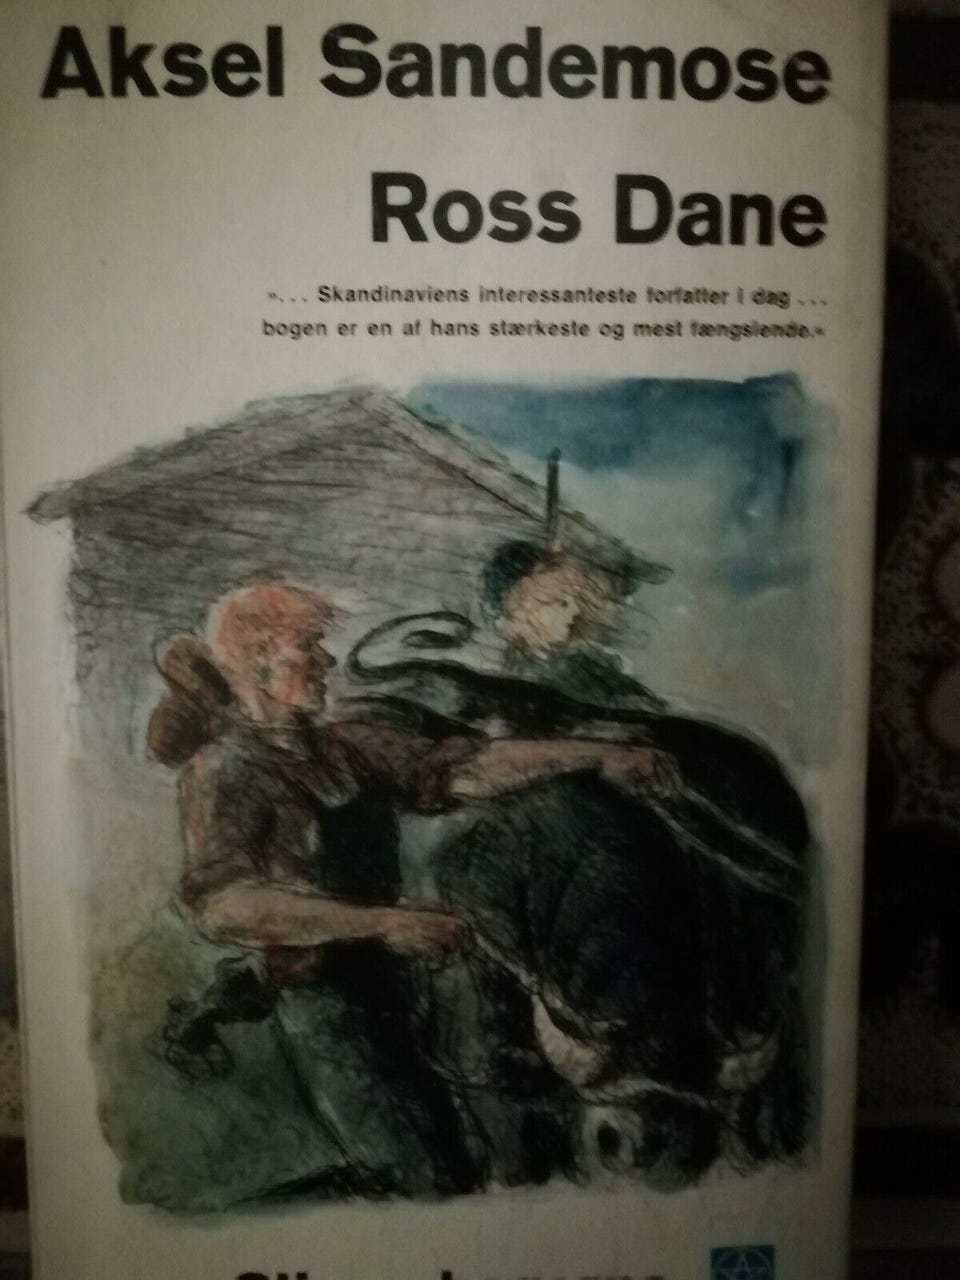 Aksel Sandemose
Ross Dane
»... Skandinaviens interessanteste forfatter i dag ...
bogen er en af hans stærkeste og mest fængslende.«